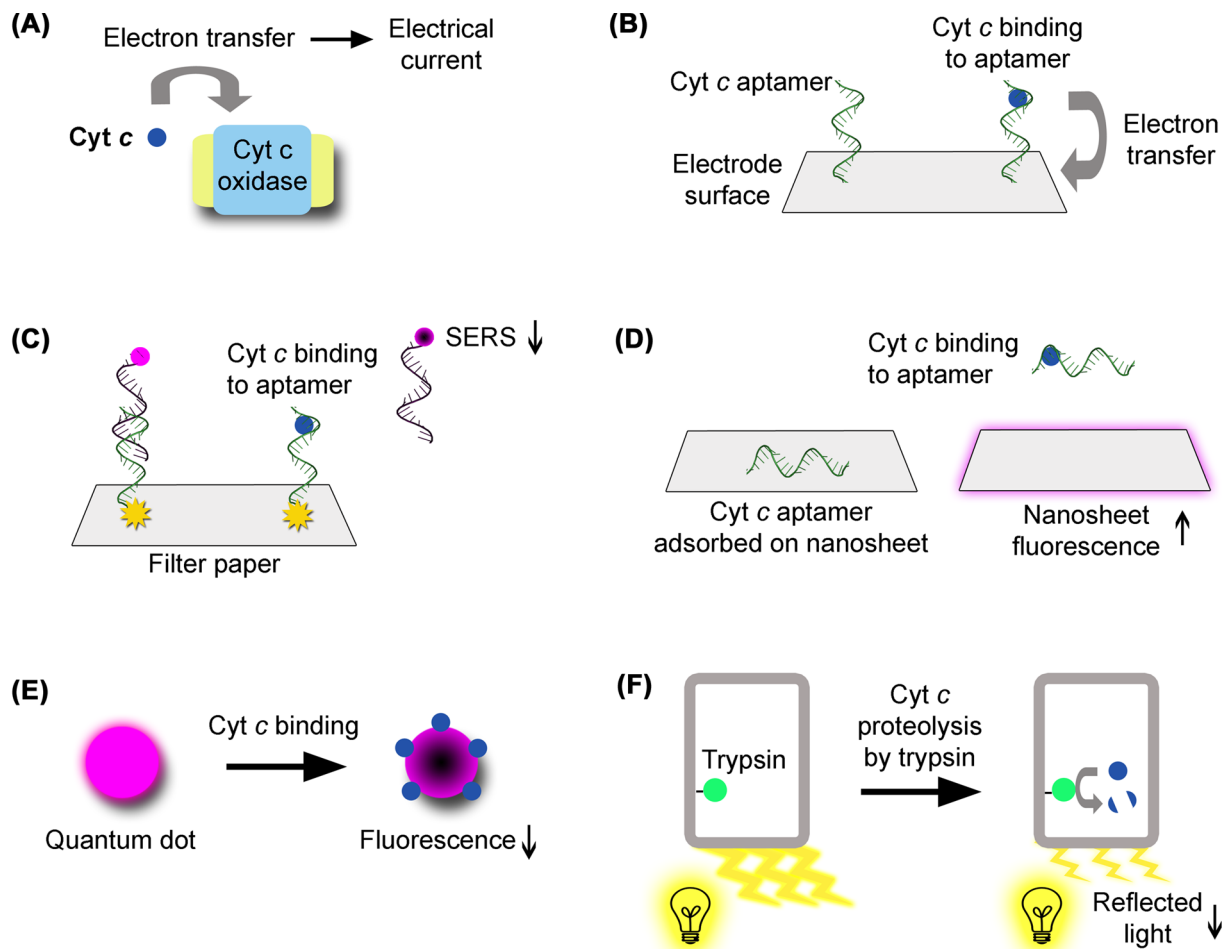 (A)
Electron transfer
Electrical
current
Cyt c
Cyt c
oxidase
(B)
Cyt c aptamer
Cyt c binding
to aptamer
Electrode
surface
Electron
transfer
(C)
Cyt c binding
to aptamer
SERS
Filter paper
(D)
Cyt c binding
to aptamer
Cyt c aptamer
adsorbed on nanosheet
Nanosheet
fluorescence
(E)
Cyt c binding
Quantum dot
Fluorescence
(F)
Trypsin
Cyt c
proteolysis
by trypsin
Reflected
light